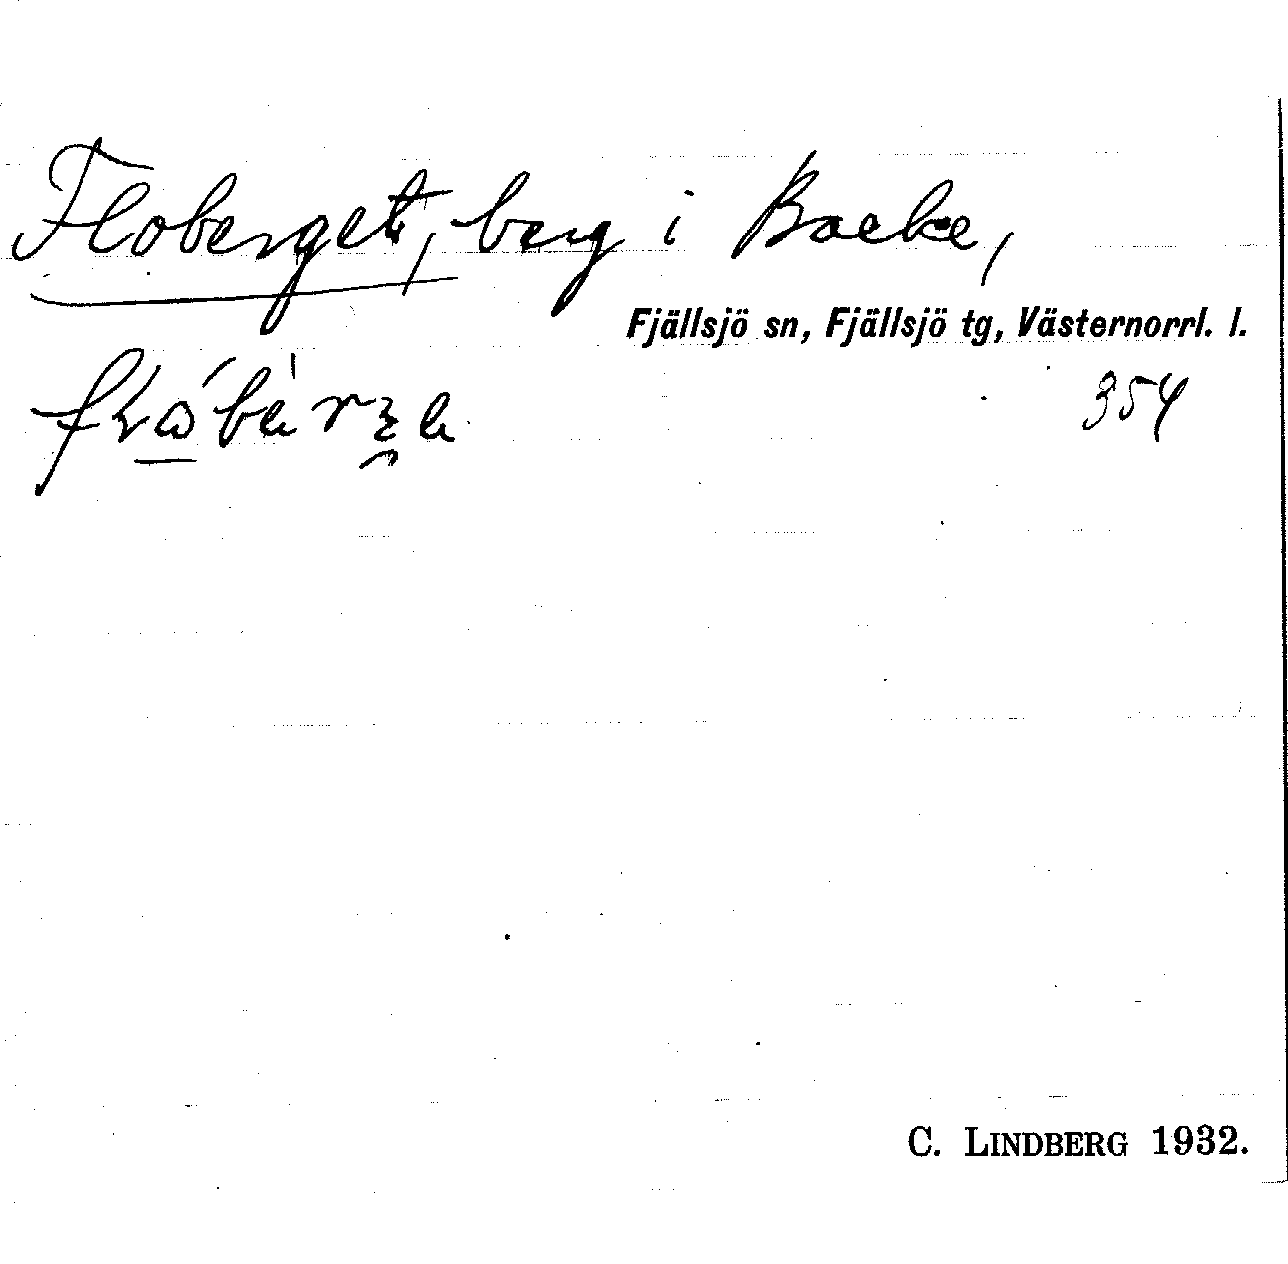 Floberget, berg i Backe,
Fjällsjö sn, Fjällsjö tg, Västernorrl. l.
354
C. LINDBERG 1932.